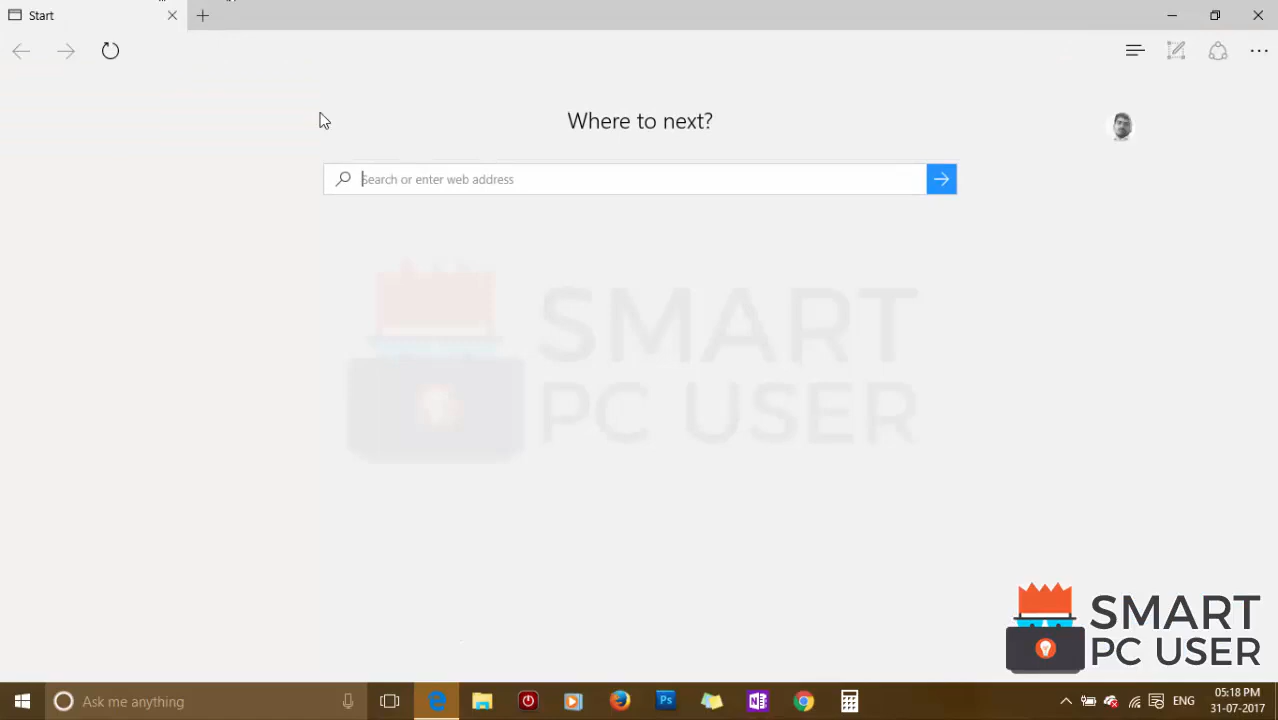 Start
Where to next?
Search or enter web address
SMART
PC USER
SMART
PC USER
Ask me anything
Ps
N
ENG
05:18 PM
31-07-2017